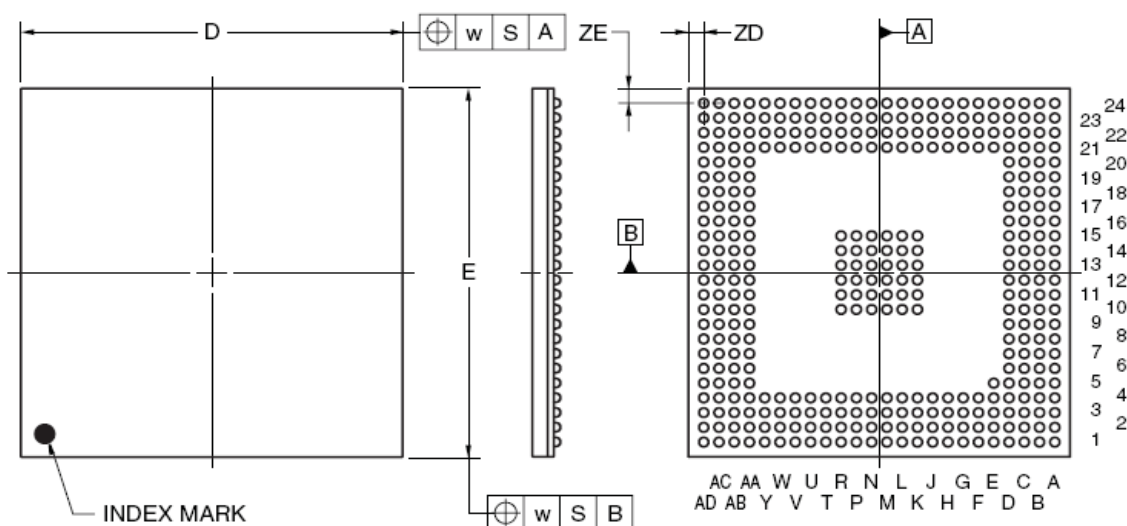 D
w S A
ZE
ZD
A
24
23
22
21
20
19
18
17
16
15
14
13
12
11
10
9
8
7
6
5
4
3
2
1
B
E
AC AA W U R N L J G E C A
AD AB Y V T P M K H F D B
w S B
INDEX MARK